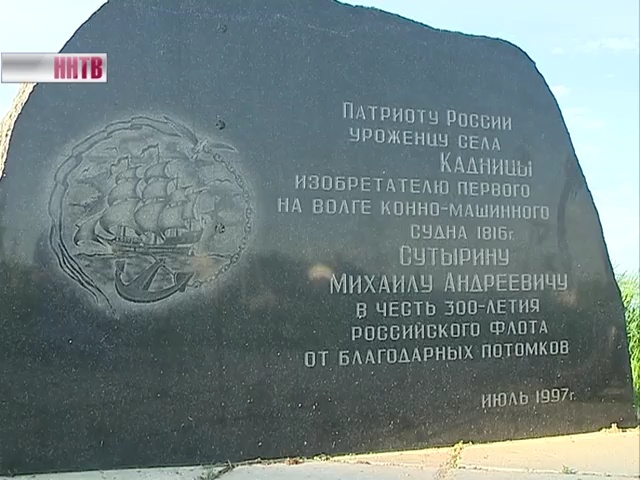 ННТВ
Патриоту России
уроженцу села
Кадницы
изобретателю первого
на Волге конно-машинного
судна 1816г.
Сутырину
Михаилу Андреевичу
в честь 300-летия
российского флота
от благодарных потомков
июль 1997г.